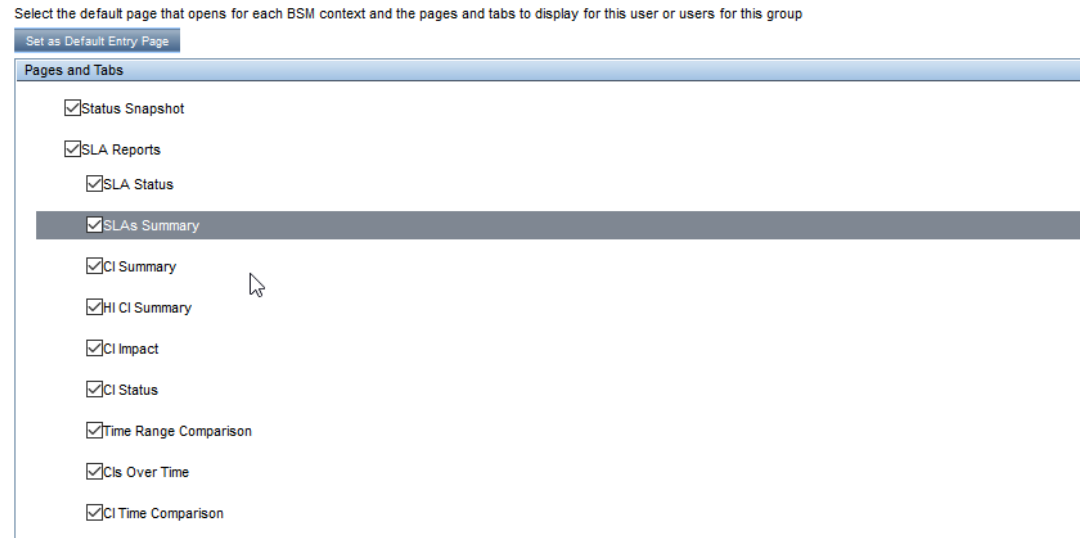 Select the default page that opens for each BSM context and the pages and tabs to display for this user or users for this group
Set as Default Entry Page
Pages and Tabs
Status Snapshot
SLA Reports
SLA Status
SLAs Summary
CI Summary
HI CI Summary
CI Impact
CI Status
Time Range Comparison
CIs Over Time
CI Time Comparison